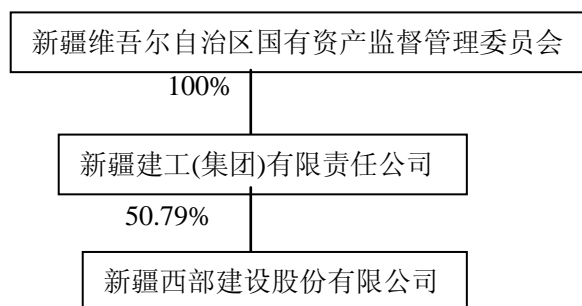 新疆维吾尔自治区国有资产监督管理委员会
100%
新疆建工(集团)有限责任公司
50.79%
新疆西部建设股份有限公司